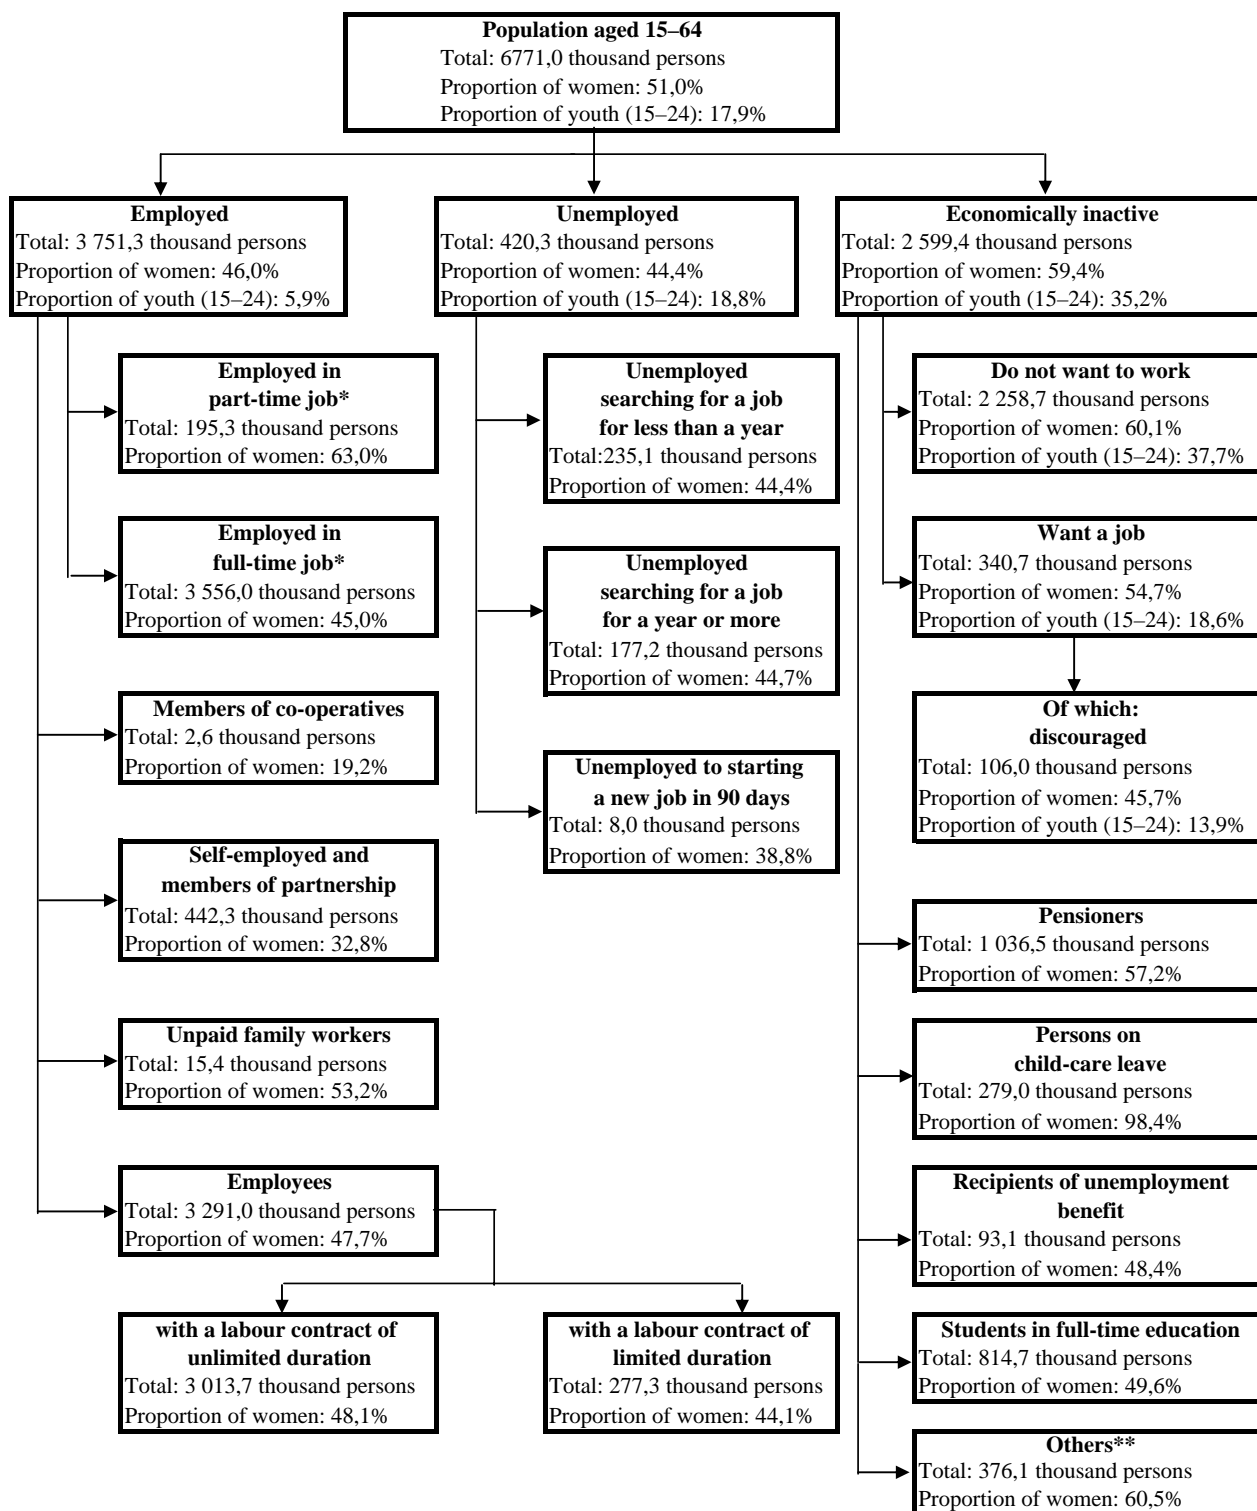 Population aged 15–64
Total: 6771,0 thousand persons
Proportion of women: 51,0%
Proportion of youth (15–24): 17,9%
Employed
Total: 3 751,3 thousand persons
Proportion of women: 46,0%
Proportion of youth (15–24): 5,9%
Unemployed
Total: 420,3 thousand persons
Proportion of women: 44,4%
Proportion of youth (15–24): 18,8%
Economically inactive
Total: 2 599,4 thousand persons
Proportion of women: 59,4%
Proportion of youth (15–24): 35,2%
Employed in
part-time job*
Total: 195,3 thousand persons
Proportion of women: 63,0%
Employed in
full-time job*
Total: 3 556,0 thousand persons
Proportion of women: 45,0%
Members of co-operatives
Total: 2,6 thousand persons
Proportion of women: 19,2%
Self-employed and
members of partnership
Total: 442,3 thousand persons
Proportion of women: 32,8%
Unpaid family workers
Total: 15,4 thousand persons
Proportion of women: 53,2%
Employees
Total: 3 291,0 thousand persons
Proportion of women: 47,7%
with a labour contract of
unlimited duration
Total: 3 013,7 thousand persons
Proportion of women: 48,1%
with a labour contract of
limited duration
Total: 277,3 thousand persons
Proportion of women: 44,1%
Unemployed
searching for a job
for less than a year
Total:235,1 thousand persons
Proportion of women: 44,4%
Unemployed
searching for a job
for a year or more
Total: 177,2 thousand persons
Proportion of women: 44,7%
Unemployed to starting
a new job in 90 days
Total: 8,0 thousand persons
Proportion of women: 38,8%
Do not want to work
Total: 2 258,7 thousand persons
Proportion of women: 60,1%
Proportion of youth (15–24): 37,7%
Want a job
Total: 340,7 thousand persons
Proportion of women: 54,7%
Proportion of youth (15–24): 18,6%
Of which:
discouraged
Total: 106,0 thousand persons
Proportion of women: 45,7%
Proportion of youth (15–24): 13,9%
Pensioners
Total: 1 036,5 thousand persons
Proportion of women: 57,2%
Persons on
child-care leave
Total: 279,0 thousand persons
Proportion of women: 98,4%
Recipients of unemployment
benefit
Total: 93,1 thousand persons
Proportion of women: 48,4%
Students in full-time education
Total: 814,7 thousand persons
Proportion of women: 49,6%
Others**
Total: 376,1 thousand persons
Proportion of women: 60,5%